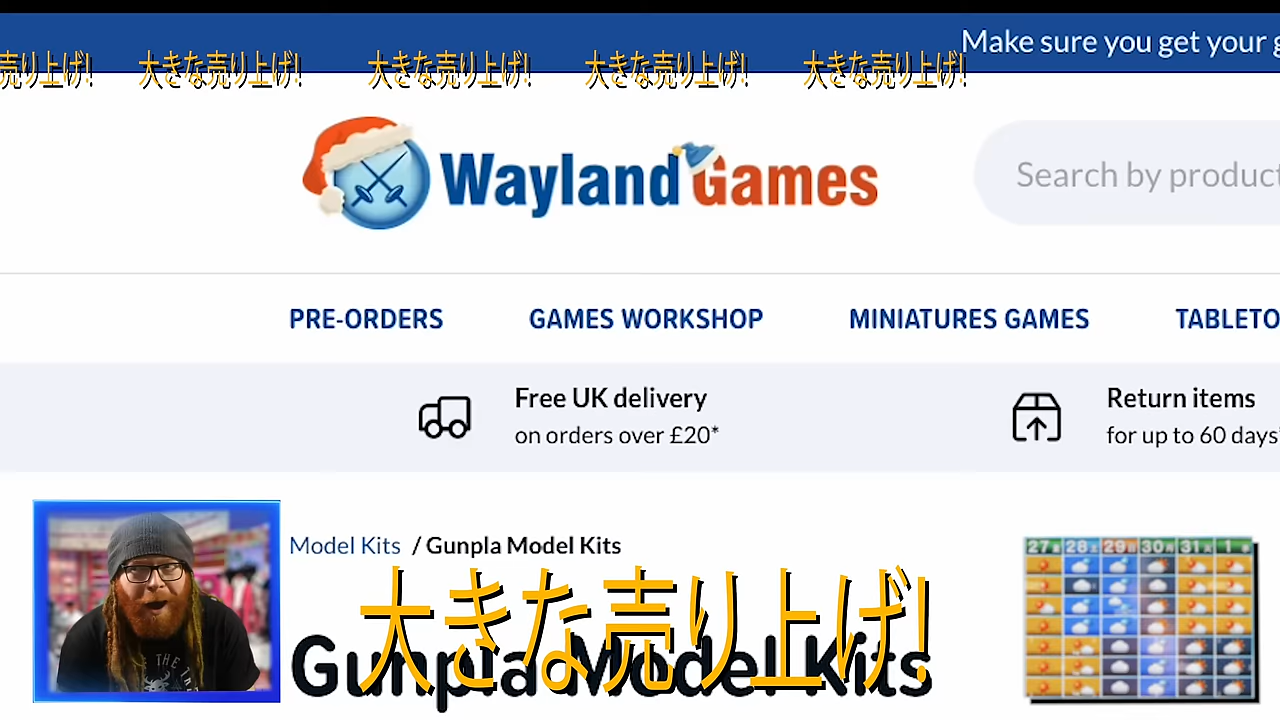 Make sure you get your g
売り上げ! 大きな売り上げ! 大きな売り上げ! 大きな売り上げ! 大きな売り上げ!
Wayland Games
Search by product
PRE-ORDERS GAMES WORKSHOP MINIATURES GAMES TABLETO
Free UK delivery
on orders over £20*
Return items
for up to 60 days*
Model Kits / Gunpla Model Kits
大きな売り上げ!
Gunpla Model Kits
27 28 29 30 31 1
THE